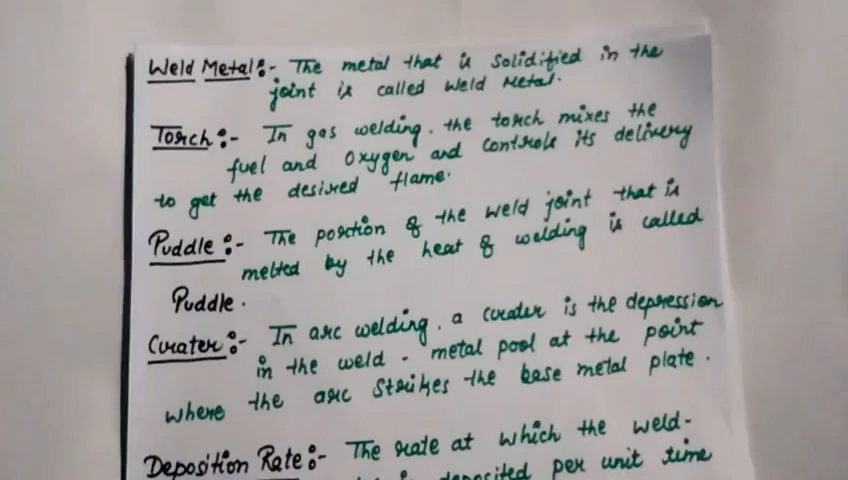 Weld Metal:- The metal that is solidified in the
joint is called Weld Metal.
Torch:- In gas welding. the torch mixes the
fuel and oxygen and controls its delivery
to get the desired flame.
Puddle:- The portion of the weld joint that is
melted by the heat of welding is called
Puddle.
Curater:- In arc welding. a curater is the depression
in the weld - metal pool at the point
where the arc strikes the base metal plate.
Deposition Rate:- The rate at which the weld-
is deposited per unit time